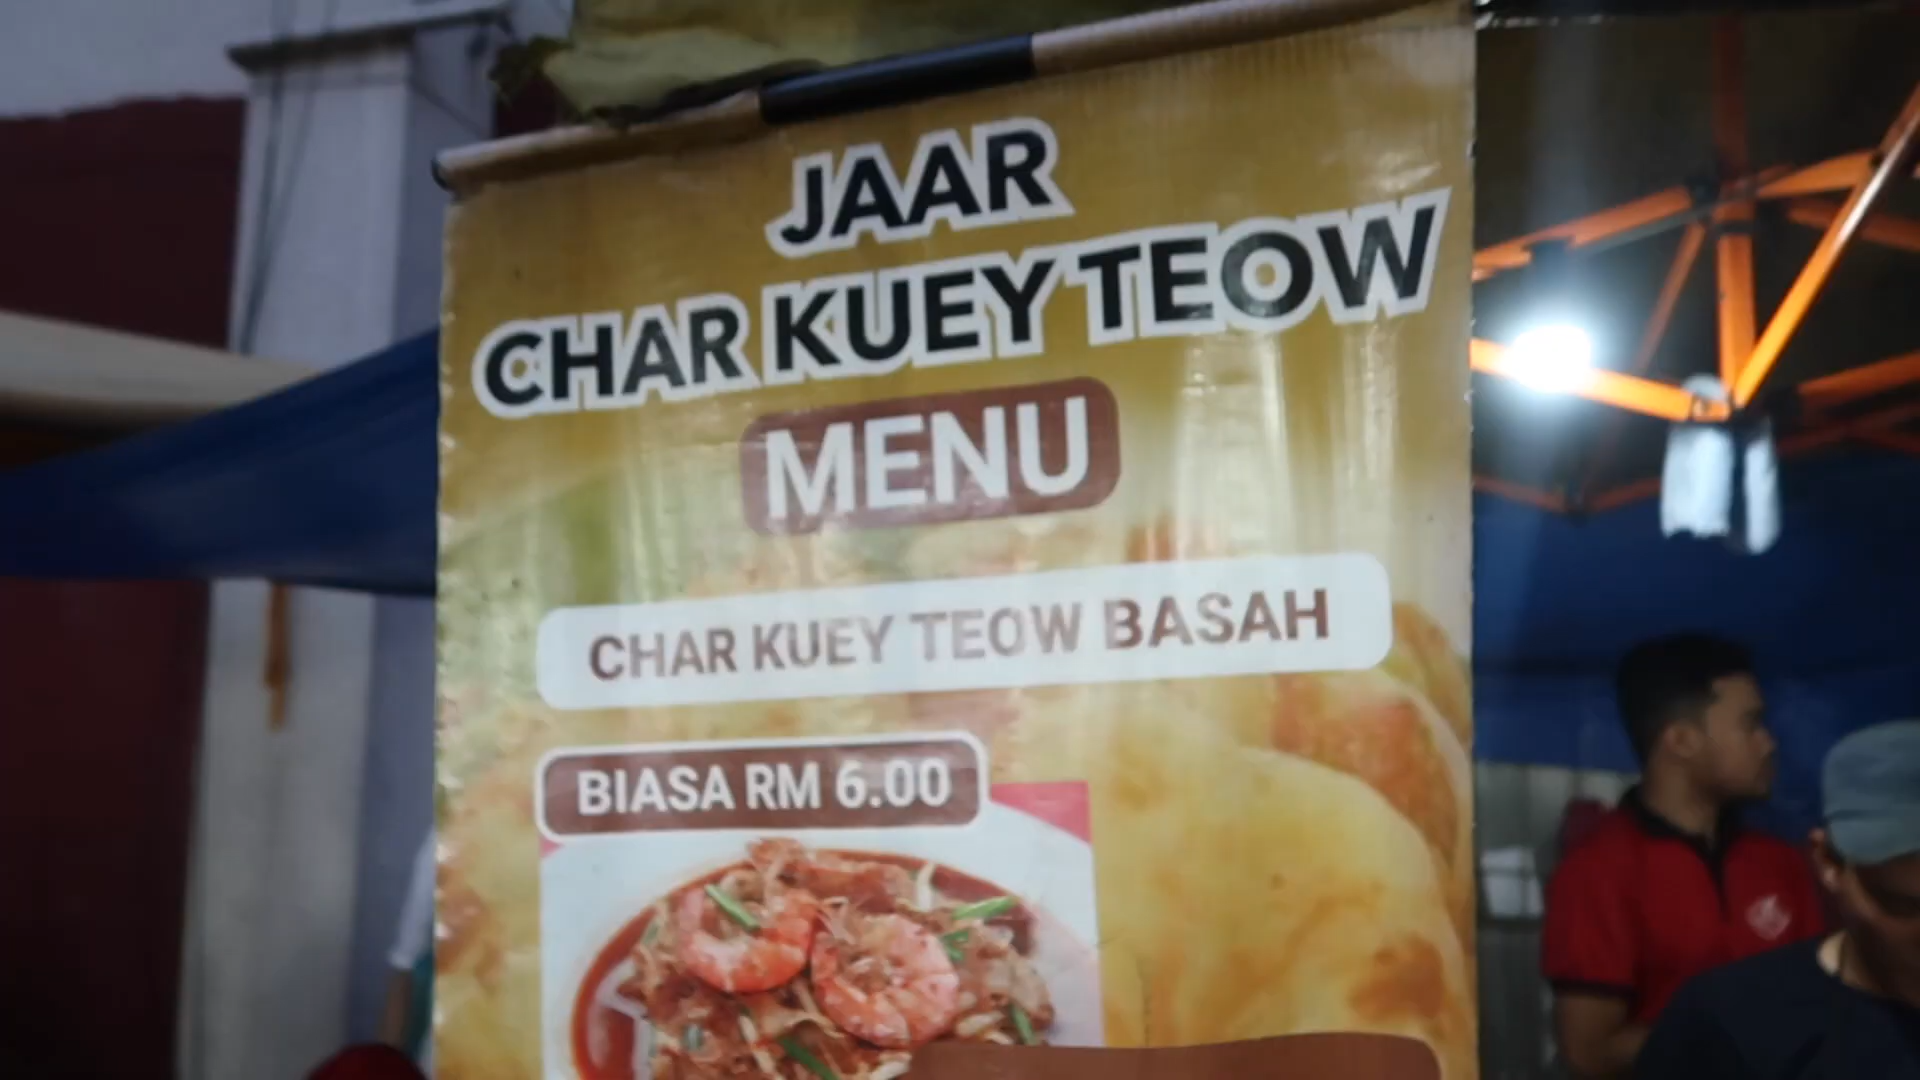 JAAR
CHAR KUEY TEOW
MENU
CHAR KUEY TEOW BASAH
BIASA RM 6.00